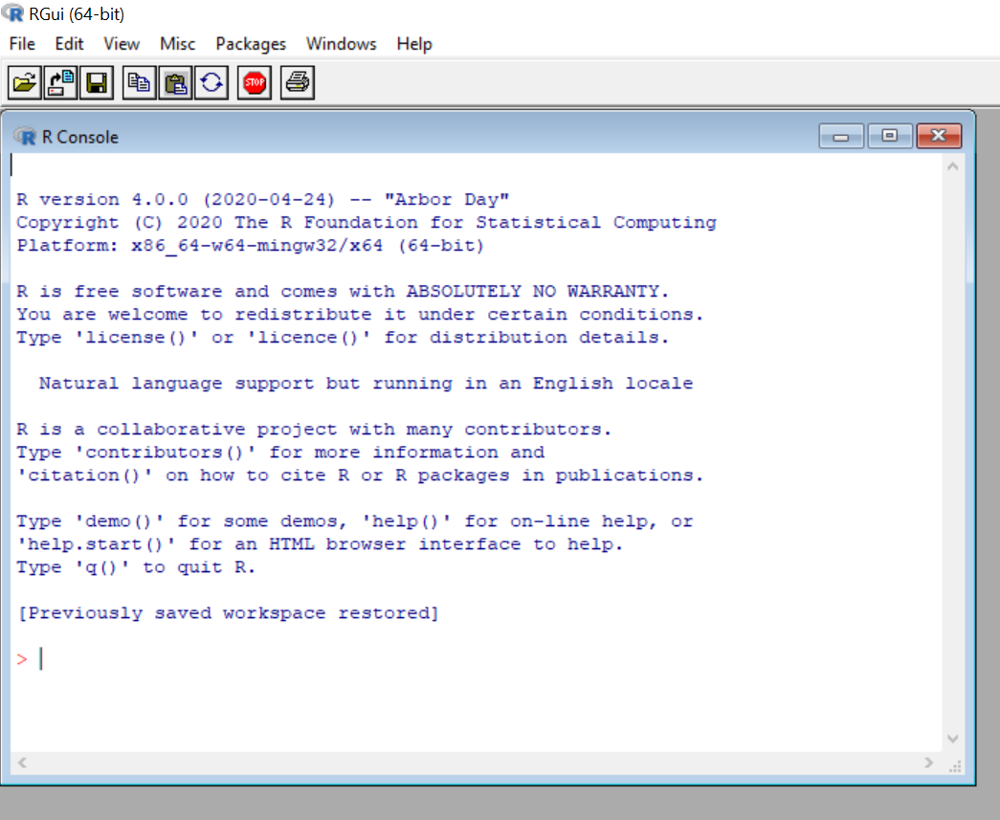 RGui (64-bit)
File Edit View Misc Packages Windows Help
STOP
R Console
R version 4.0.0 (2020-04-24) -- "Arbor Day"
Copyright (C) 2020 The R Foundation for Statistical Computing
Platform: x86_64-w64-mingw32/x64 (64-bit)
R is free software and comes with ABSOLUTELY NO WARRANTY.
You are welcome to redistribute it under certain conditions.
Type 'license()' or 'licence()' for distribution details.
Natural language support but running in an English locale
R is a collaborative project with many contributors.
Type 'contributors()' for more information and
'citation()' on how to cite R or R packages in publications.
Type 'demo()' for some demos, 'help()' for on-line help, or
'help.start()' for an HTML browser interface to help.
Type 'q()' to quit R.
[Previously saved workspace restored]
>